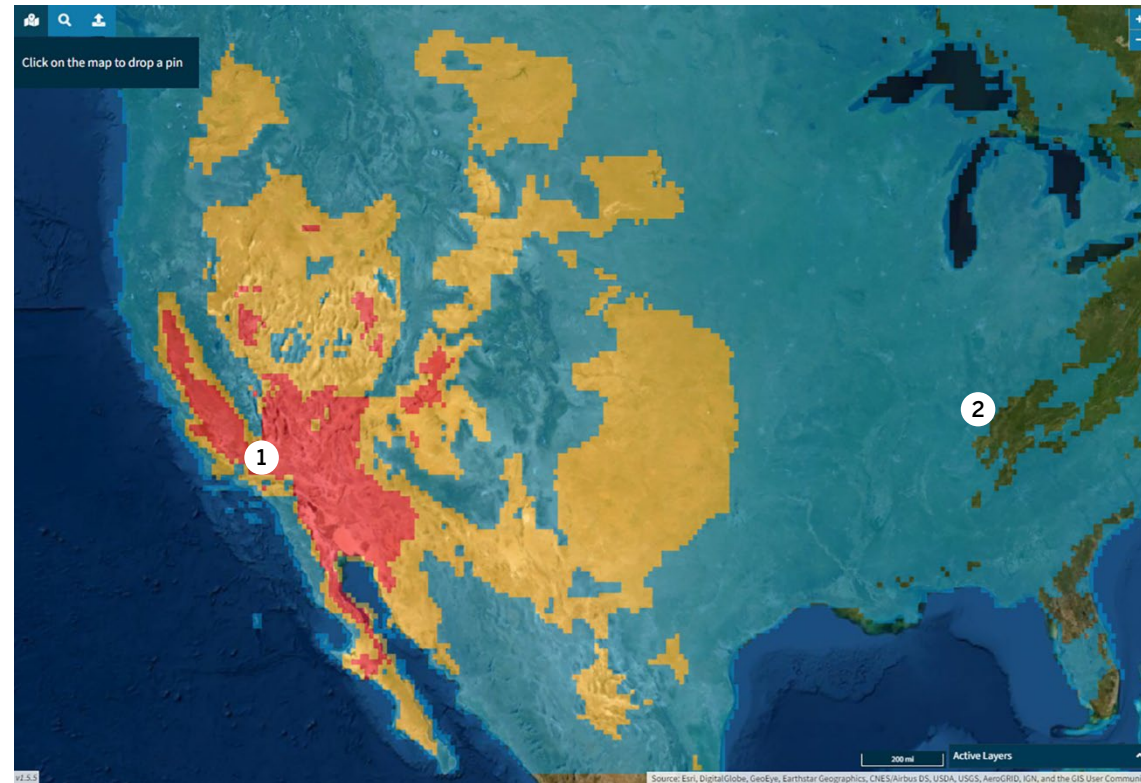 Click on the map to drop a pin
1
2
200 mi
Active Layers
v1.5.5
Source: Esri, DigitalGlobe, GeoEye, Earthstar Geographics, CNES/Airbus DS, USDA, USGS, AeroGRID, IGN, and the GIS User Commun